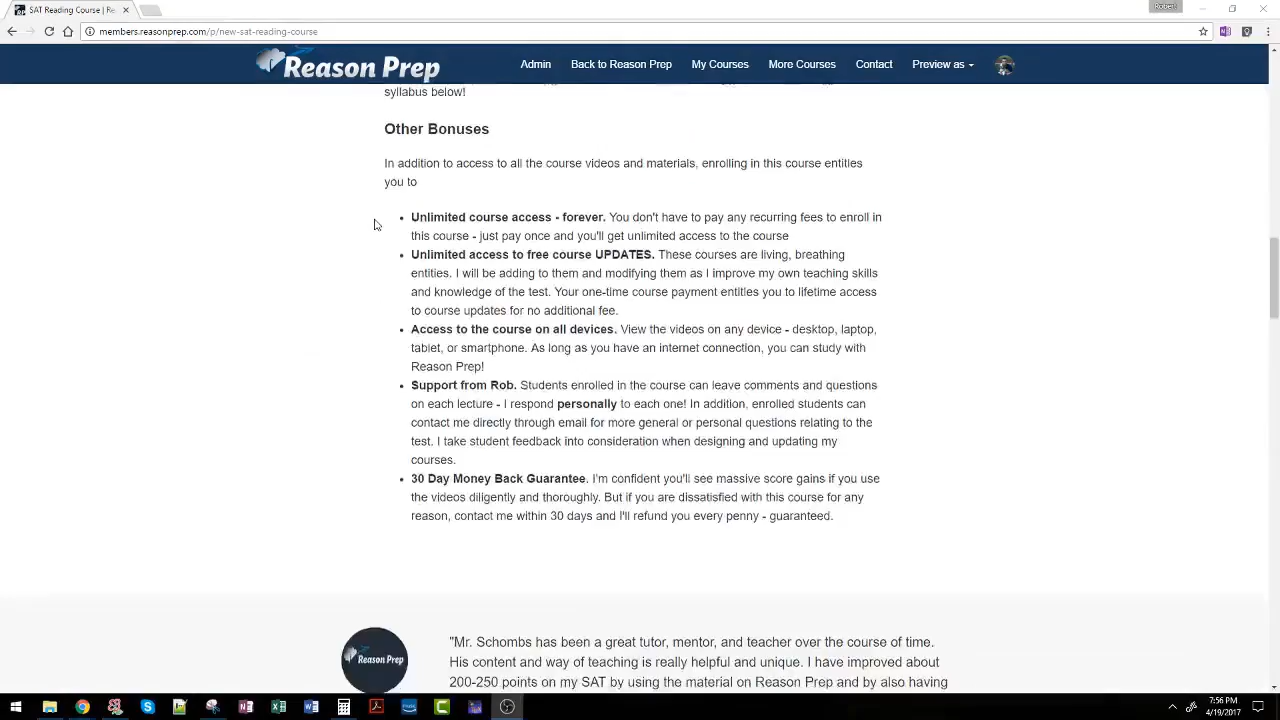 SAT Reading Course | Re
Robert
members.reasonprep.com/p/new-sat-reading-course
Reason Prep
Admin
Back to Reason Prep
My Courses
More Courses
Contact
Preview as
syllabus below!
Other Bonuses
In addition to access to all the course videos and materials, enrolling in this course entitles
you to
Unlimited course access - forever. You don't have to pay any recurring fees to enroll in
this course - just pay once and you'll get unlimited access to the course
Unlimited access to free course UPDATES. These courses are living, breathing
entities. I will be adding to them and modifying them as I improve my own teaching skills
and knowledge of the test. Your one-time course payment entitles you to lifetime access
to course updates for no additional fee.
Access to the course on all devices. View the videos on any device - desktop, laptop,
tablet, or smartphone. As long as you have an internet connection, you can study with
Reason Prep!
Support from Rob. Students enrolled in the course can leave comments and questions
on each lecture - I respond personally to each one! In addition, enrolled students can
contact me directly through email for more general or personal questions relating to the
test. I take student feedback into consideration when designing and updating my
courses.
30 Day Money Back Guarantee. I'm confident you'll see massive score gains if you use
the videos diligently and thoroughly. But if you are dissatisfied with this course for any
reason, contact me within 30 days and I'll refund you every penny - guaranteed.
Reason Prep
"Mr. Schombs has been a great tutor, mentor, and teacher over the course of time.
His content and way of teaching is really helpful and unique. I have improved about
200-250 points on my SAT by using the material on Reason Prep and by also having
7:56 PM
4/19/2017